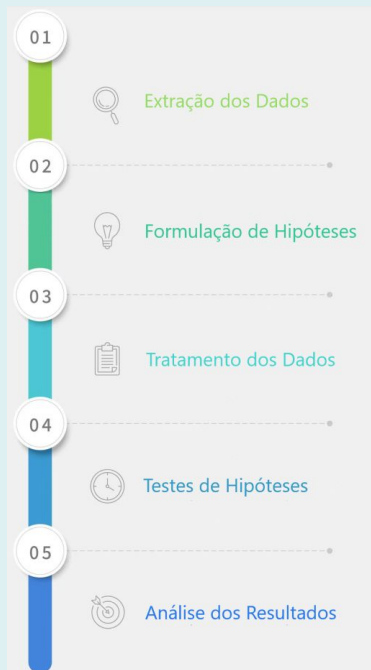 01
Extração dos Dados
02
Formulação de Hipóteses
03
Tratamento dos Dados
04
Testes de Hipóteses
05
Análise dos Resultados